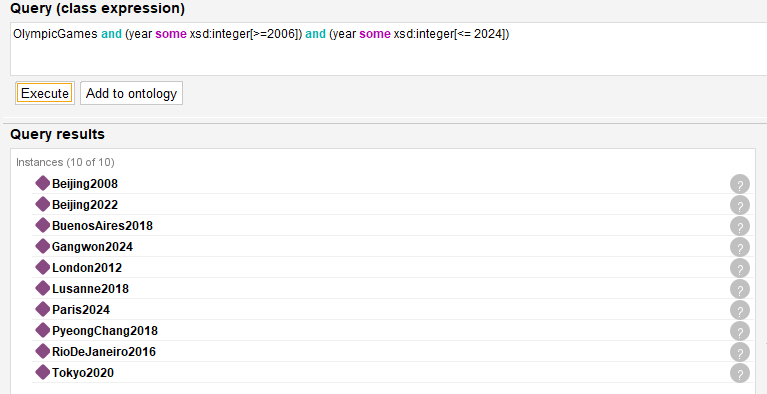 Query (class expression)
OlympicGames and (year some xsd:integer[>=2006]) and (year some xsd:integer[<= 2024])
Execute
Add to ontology
Query results
Instances (10 of 10)
Beijing2008
?
Beijing2022
?
BuenosAires2018
?
Gangwon2024
?
London2012
?
Lusanne2018
?
Paris2024
?
PyeongChang2018
?
RioDeJaneiro2016
?
Tokyo2020
?